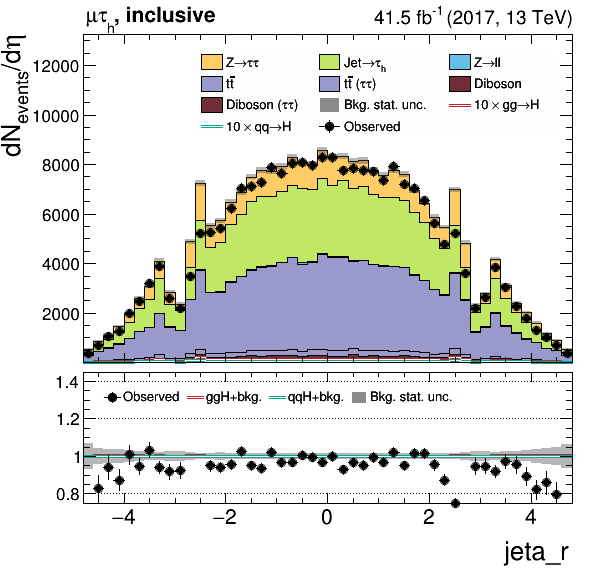 μτh, inclusive 41.5 fb⁻¹ (2017, 13 TeV)
dNevents/dη
Z→ττ Jet→τh Z→ll
tt̄ tt̄ (ττ) Diboson
Diboson (ττ) Bkg. stat. unc. 10 × gg→H
10 × qq→H Observed
12000
10000
8000
6000
4000
2000
Observed ggH+bkg. qqH+bkg. Bkg. stat. unc.
1.4
1.2
1
0.8
−4 −2 0 2 4
jeta_r